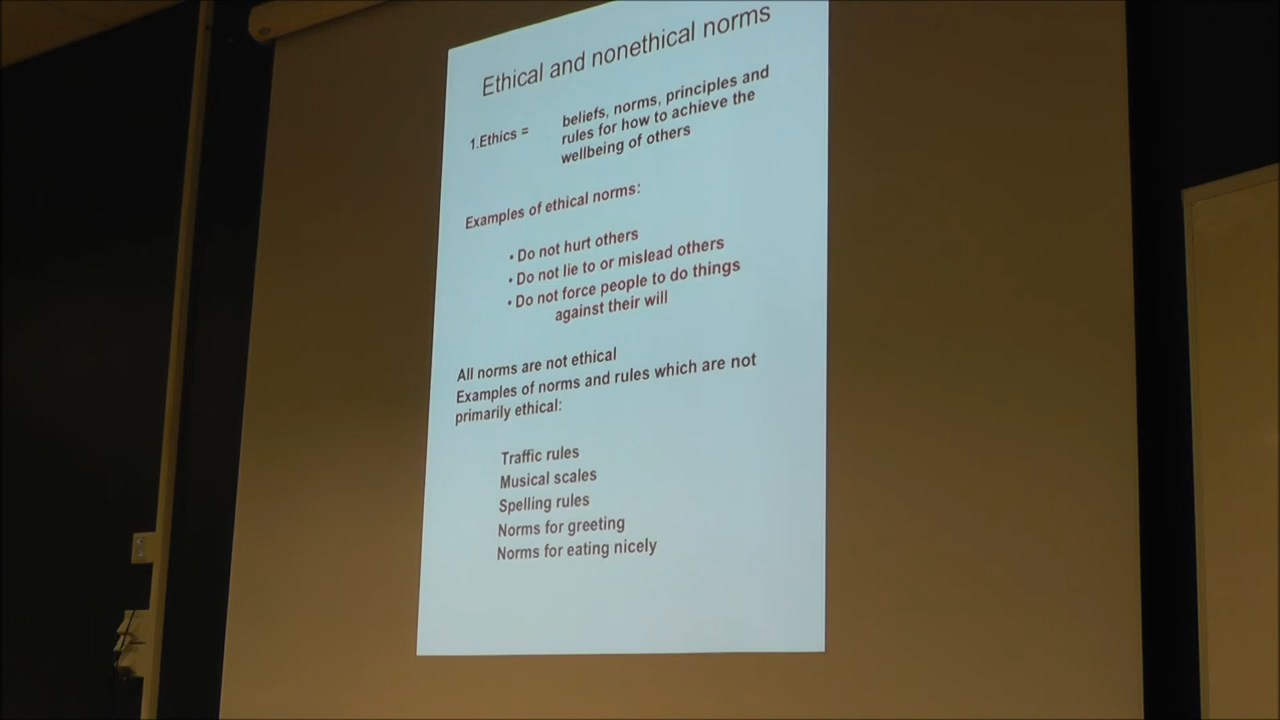 Ethical and nonethical norms
1.Ethics = beliefs, norms, principles and
rules for how to achieve the
wellbeing of others
Examples of ethical norms:
• Do not hurt others
• Do not lie to or mislead others
• Do not force people to do things
against their will
All norms are not ethical
Examples of norms and rules which are not
primarily ethical:
Traffic rules
Musical scales
Spelling rules
Norms for greeting
Norms for eating nicely